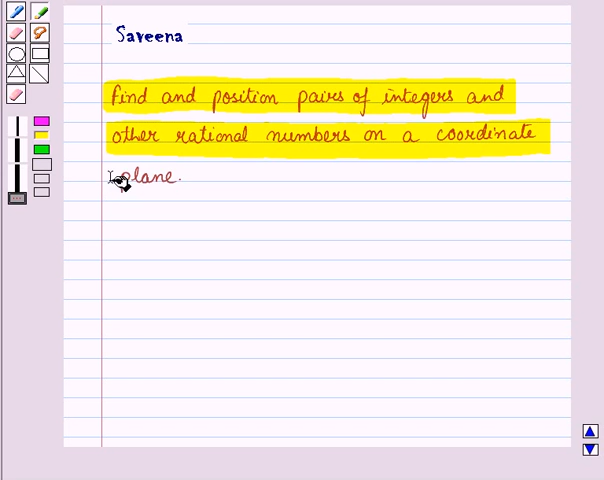 Saveena
Find and position pairs of integers and
other rational numbers on a coordinate
plane.